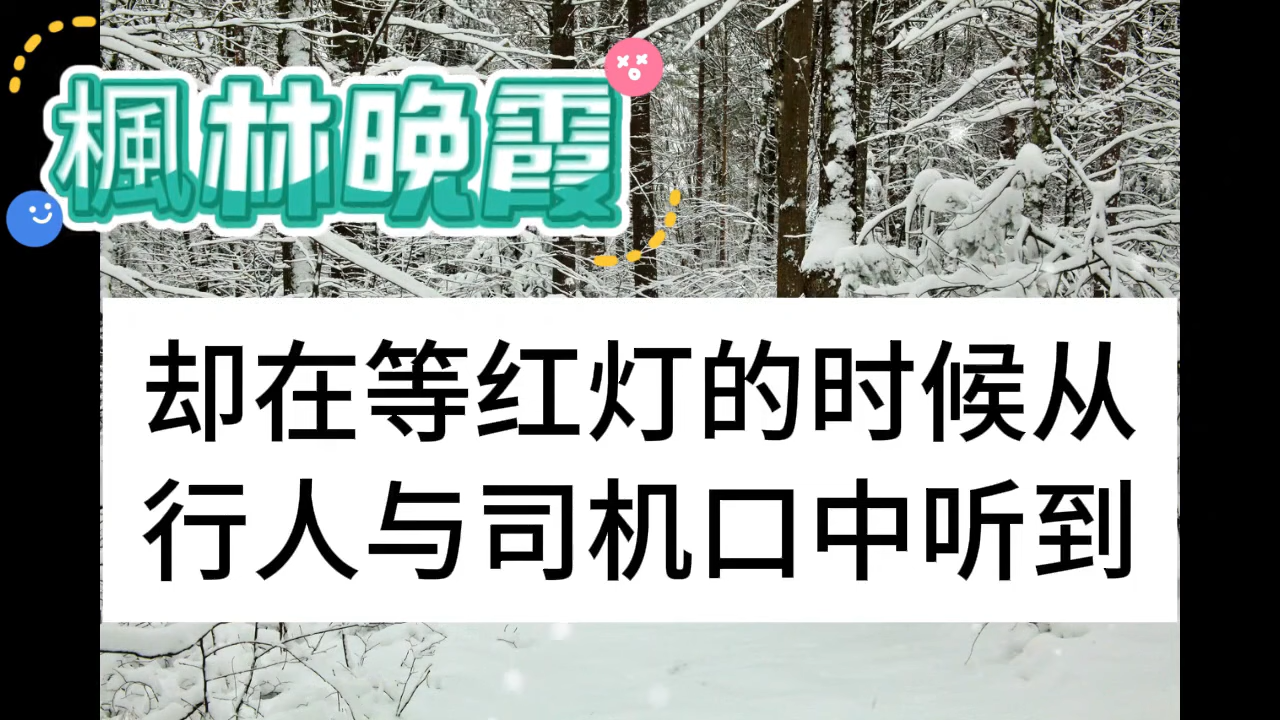 楓林晚霞
却在等红灯的时候从
行人与司机口中听到